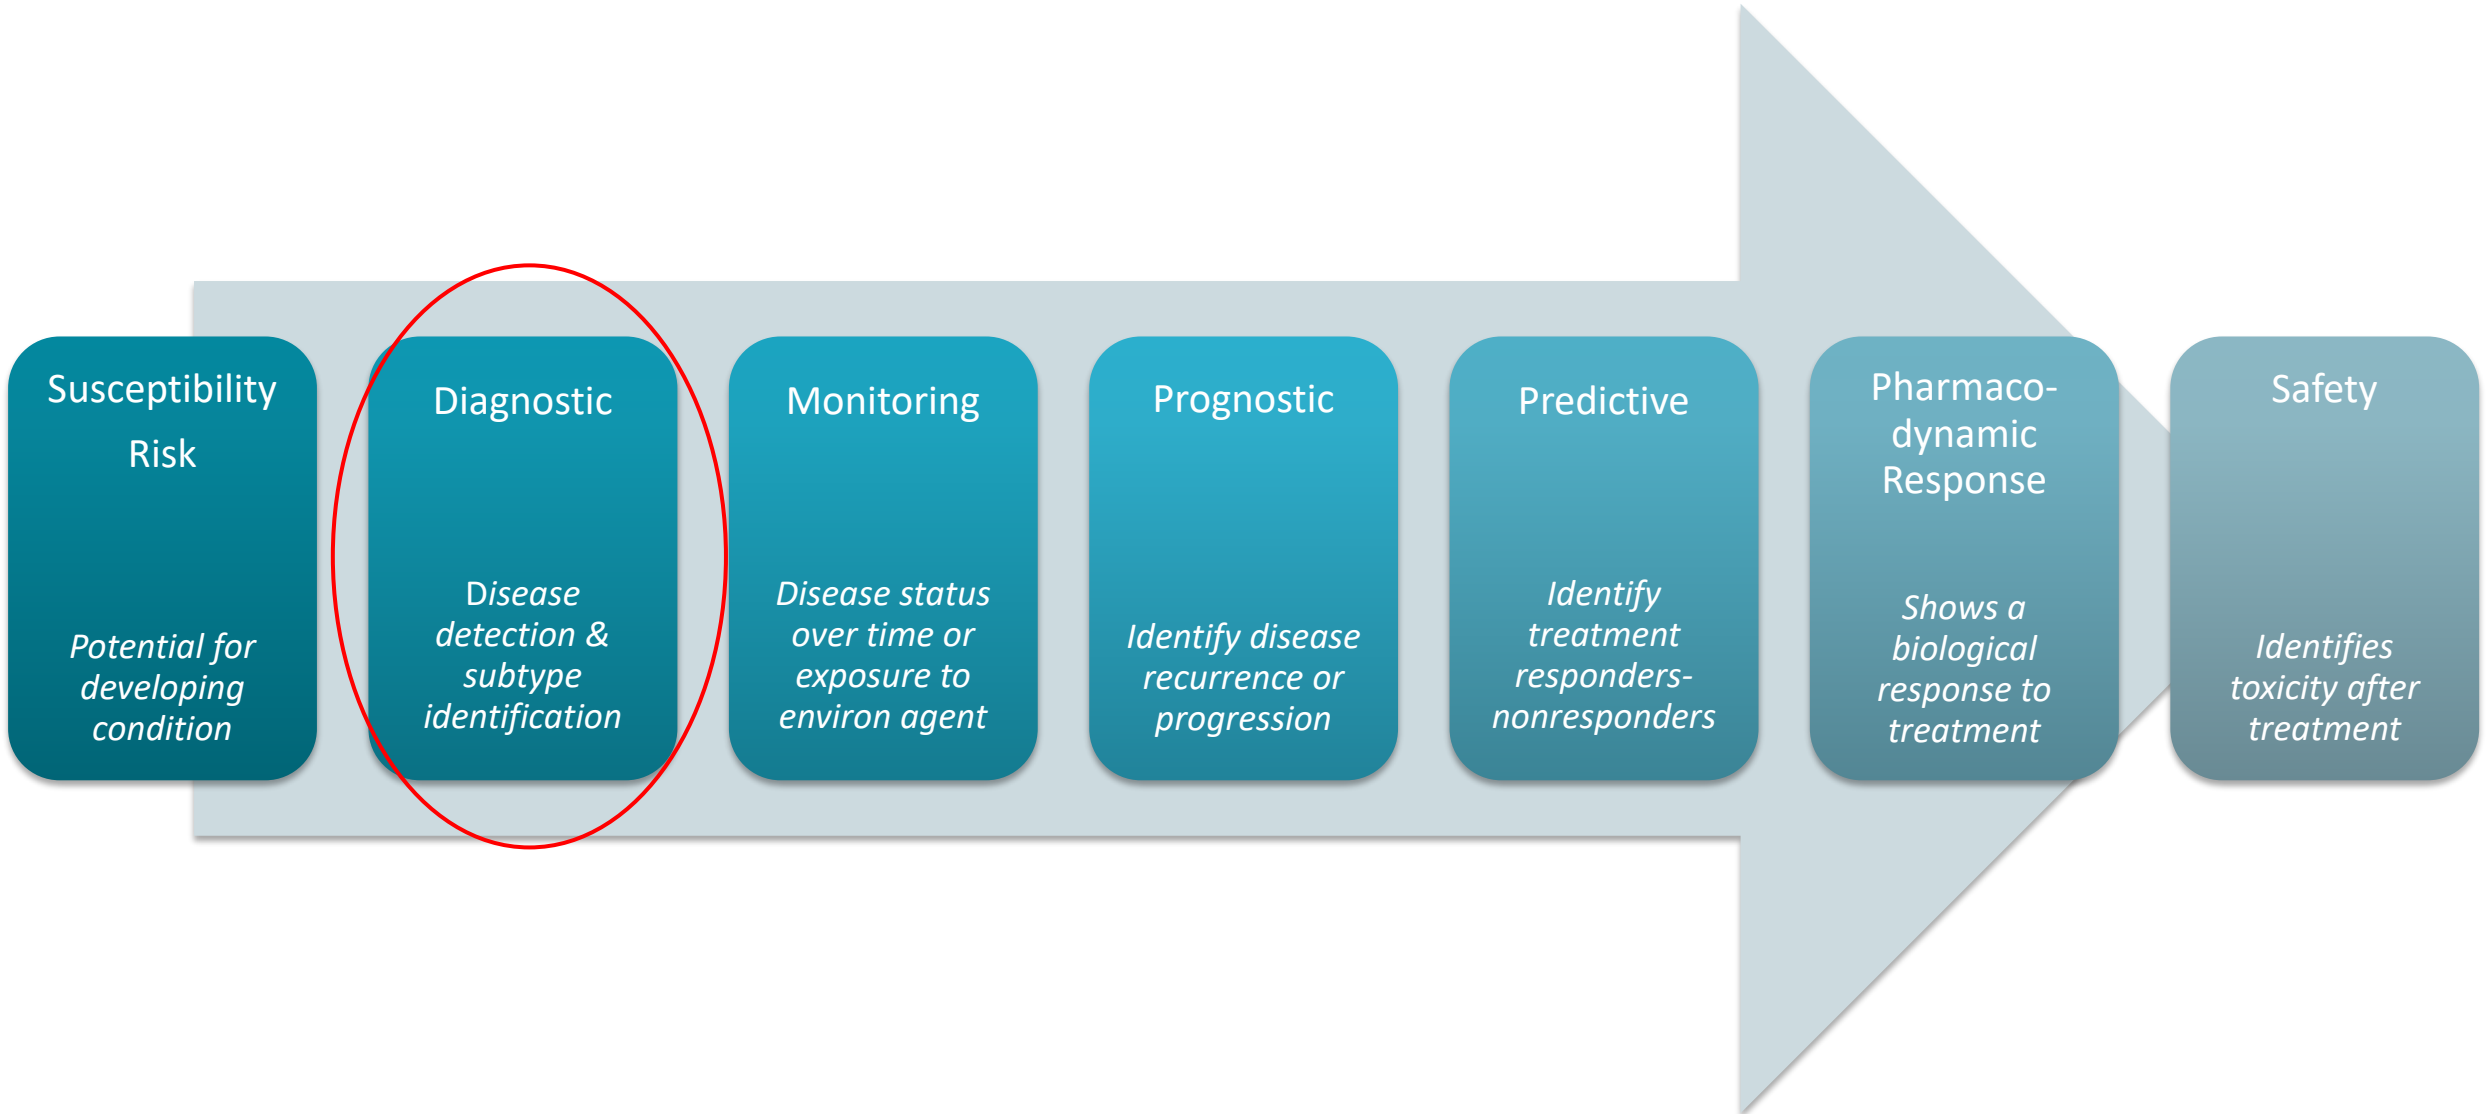 Susceptibility
Risk
Potential for
developing
condition
Diagnostic
Disease
detection &
subtype
identification
Monitoring
Disease status
over time or
exposure to
environ agent
Prognostic
Identify disease
recurrence or
progression
Predictive
Identify
treatment
responders-
nonresponders
Pharmaco-
dynamic
Response
Shows a
biological
response to
treatment
Safety
Identifies
toxicity after
treatment